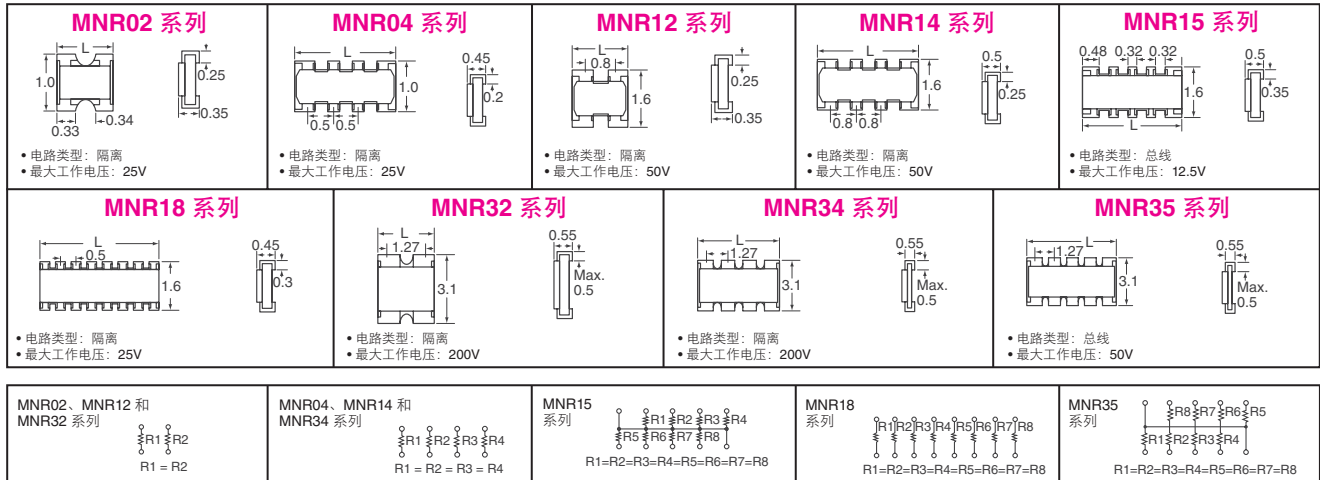 MNR02 系列
L
1.0
0.33
0.34
0.25
0.35
• 电路类型：隔离
• 最大工作电压：25V
MNR04 系列
L
1.0
0.5
0.5
0.45
0.2
• 电路类型：隔离
• 最大工作电压：25V
MNR12 系列
L
0.8
1.6
0.25
0.35
• 电路类型：隔离
• 最大工作电压：50V
MNR14 系列
L
1.6
0.8
0.8
0.5
0.25
• 电路类型：隔离
• 最大工作电压：50V
MNR15 系列
0.48
0.32
0.32
1.6
L
0.5
0.35
• 电路类型：总线
• 最大工作电压：12.5V
MNR18 系列
L
0.5
1.6
0.45
0.3
• 电路类型：隔离
• 最大工作电压：25V
MNR32 系列
L
1.27
3.1
0.55
Max.
0.5
• 电路类型：隔离
• 最大工作电压：200V
MNR34 系列
L
1.27
3.1
0.55
Max.
0.5
• 电路类型：隔离
• 最大工作电压：200V
MNR35 系列
L
1.27
3.1
0.55
Max.
0.5
• 电路类型：总线
• 最大工作电压：50V
MNR02、MNR12 和
MNR32 系列
R1 R2
R1 = R2
MNR04、MNR14 和
MNR34 系列
R1 R2 R3 R4
R1 = R2 = R3 = R4
MNR15
系列
R1 R2 R3 R4
R5 R6 R7 R8
R1=R2=R3=R4=R5=R6=R7=R8
MNR18
系列
R1 R2 R3 R4 R5 R6 R7 R8
R1=R2=R3=R4=R5=R6=R7=R8
MNR35
系列
R8 R7 R6 R5
R1 R2 R3 R4
R1=R2=R3=R4=R5=R6=R7=R8